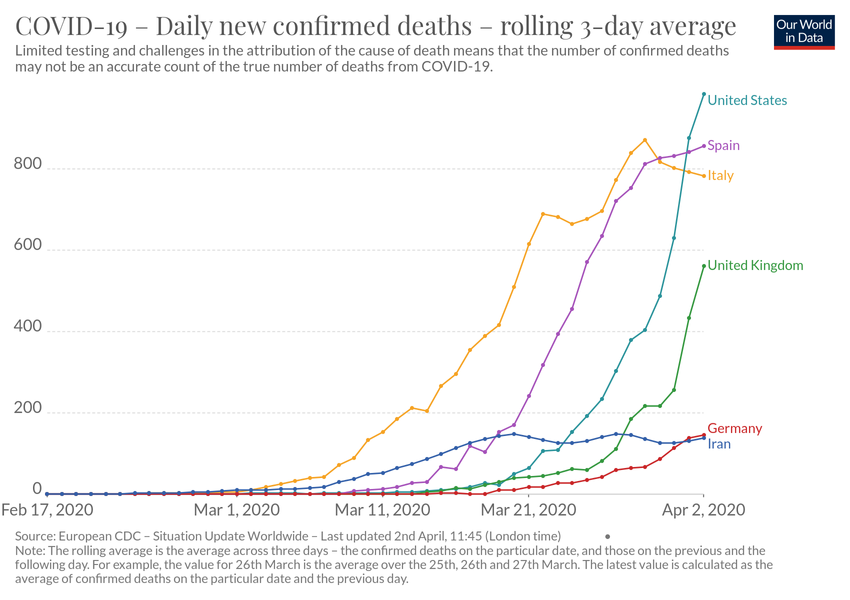 COVID-19 – Daily new confirmed deaths – rolling 3-day average
Our World
in Data
Limited testing and challenges in the attribution of the cause of death means that the number of confirmed deaths
may not be an accurate count of the true number of deaths from COVID-19.
United States
Spain
800
Italy
600
United Kingdom
400
200
Germany
Iran
0
Feb 17, 2020
Mar 1, 2020
Mar 11, 2020
Mar 21, 2020
Apr 2, 2020
Source: European CDC – Situation Update Worldwide – Last updated 2nd April, 11:45 (London time)
Note: The rolling average is the average across three days – the confirmed deaths on the particular date, and those on the previous and the
following day. For example, the value for 26th March is the average over the 25th, 26th and 27th March. The latest value is calculated as the
average of confirmed deaths on the particular date and the previous day.